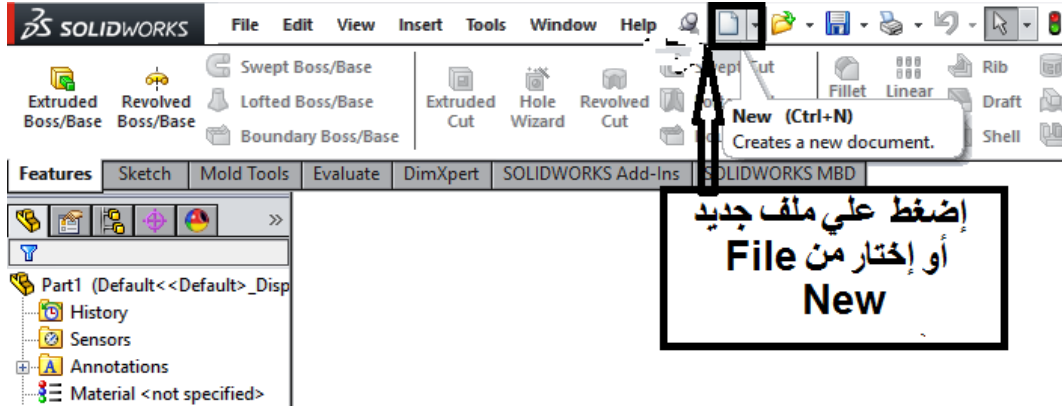 SOLIDWORKS File Edit View Insert Tools Window Help
Swept Boss/Base
Extruded Boss/Base
Revolved Boss/Base
Lofted Boss/Base
Boundary Boss/Base
Extruded Cut
Hole Wizard
Revolved Cut
Swept Cut
Fillet
Linear
Rib
Draft
Shell
New (Ctrl+N)
Creates a new document.
Features Sketch Mold Tools Evaluate DimXpert SOLIDWORKS Add-Ins SOLIDWORKS MBD
إضغط علي ملف جديد
أو إختار من File
New
»
Part1 (Default<<Default>_Disp
History
Sensors
A Annotations
Material <not specified>